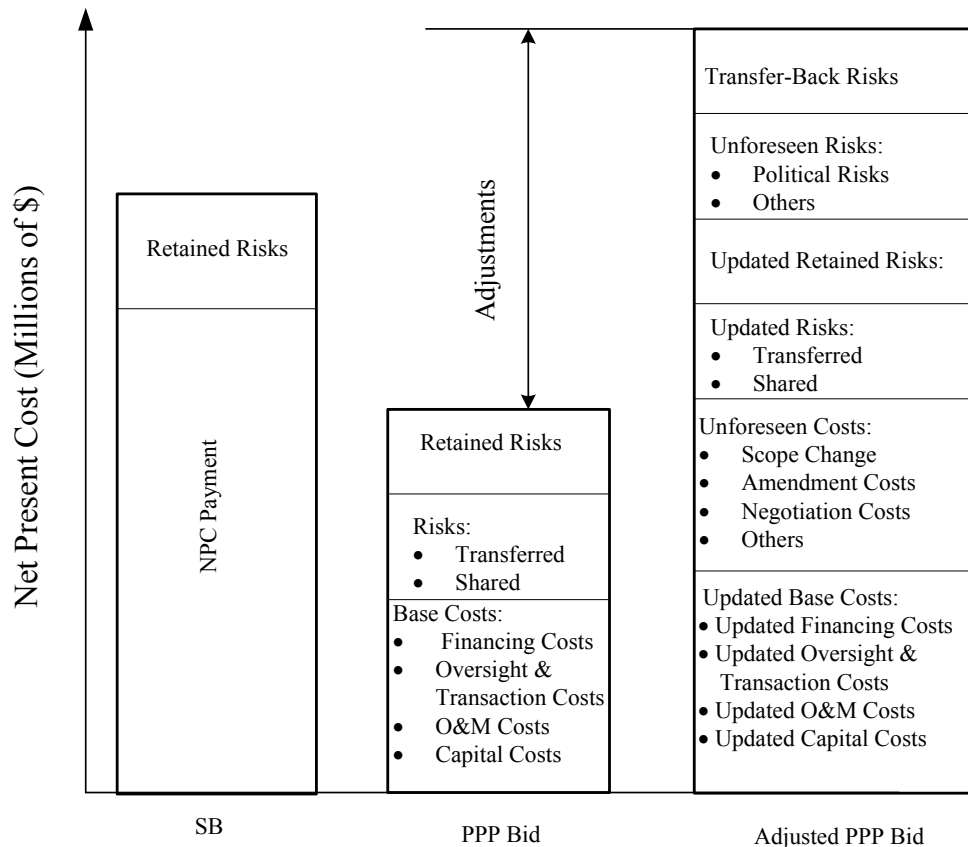 Net Present Cost (Millions of $)
Retained Risks
NPC Payment
SB
Adjustments
Retained Risks
Risks:
• Transferred
• Shared
Base Costs:
• Financing Costs
• Oversight &
Transaction Costs
• O&M Costs
• Capital Costs
PPP Bid
Transfer-Back Risks
Unforeseen Risks:
• Political Risks
• Others
Updated Retained Risks:
Updated Risks:
• Transferred
• Shared
Unforeseen Costs:
• Scope Change
• Amendment Costs
• Negotiation Costs
• Others
Updated Base Costs:
• Updated Financing Costs
• Updated Oversight &
Transaction Costs
• Updated O&M Costs
• Updated Capital Costs
Adjusted PPP Bid